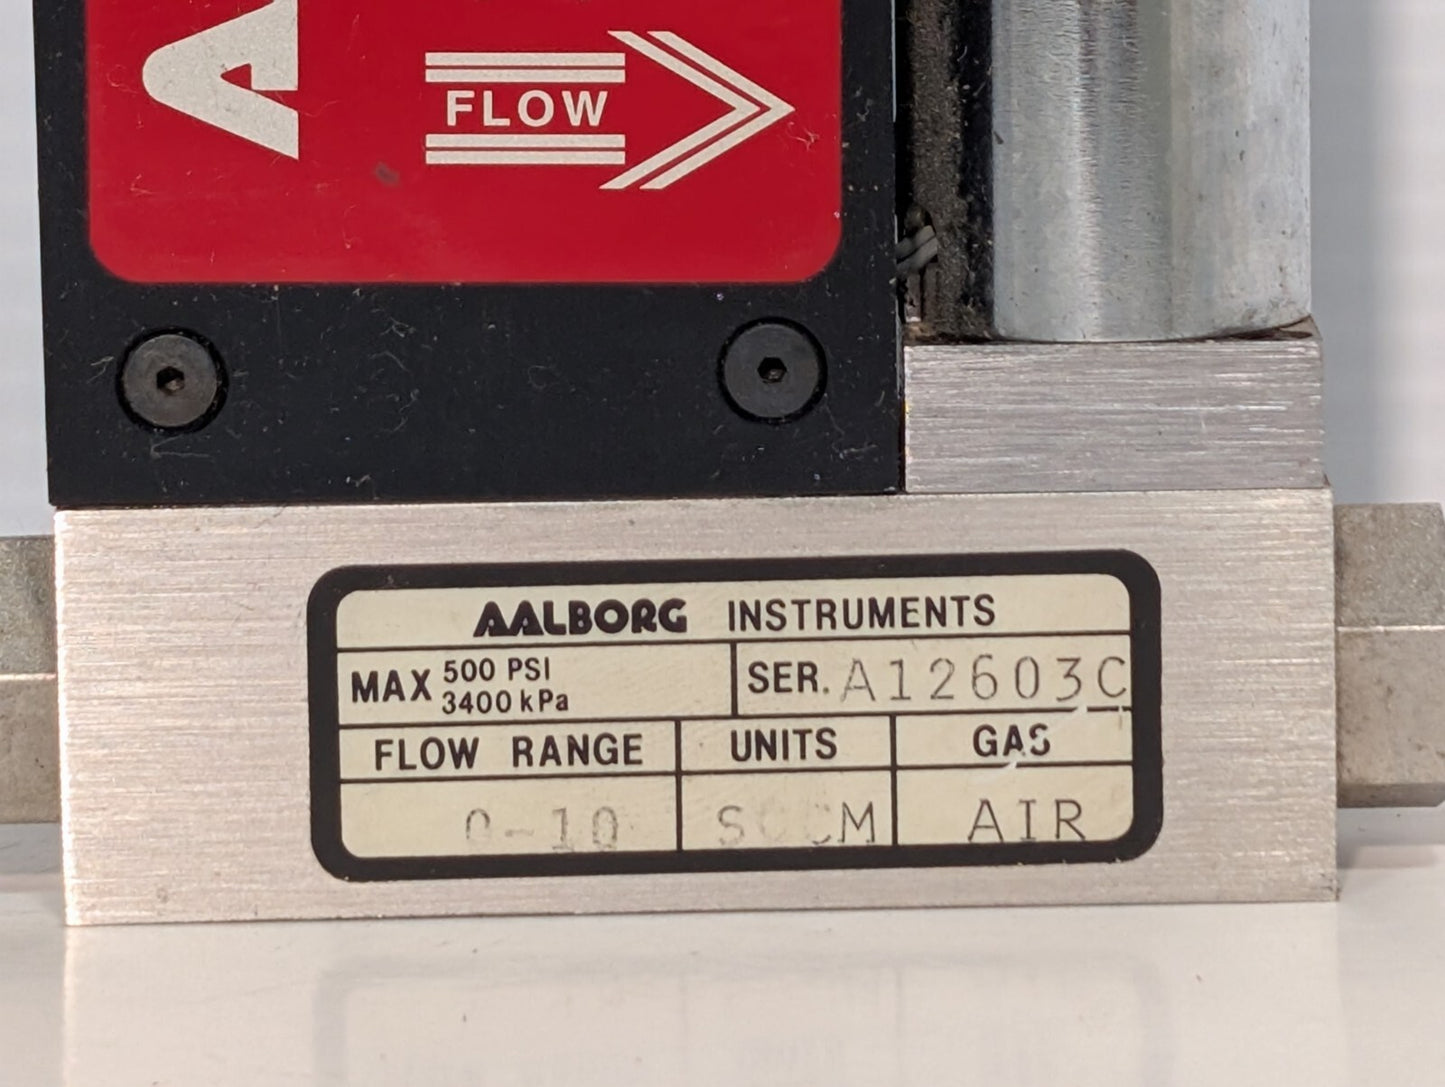 A
FLOW
AALBORG INSTRUMENTS
MAX 500 PSI
3400 kPa
SER. A12603C
FLOW RANGE UNITS GAS
0-10 SCCM AIR